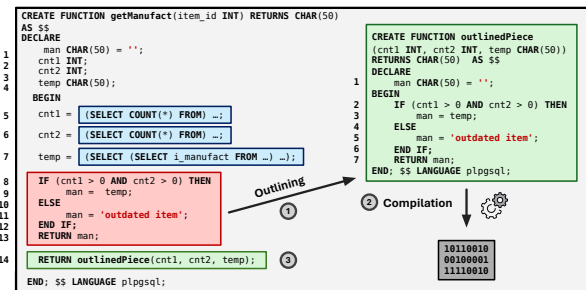 CREATE FUNCTION getManufact(item_id INT) RETURNS CHAR(50)
AS $$
DECLARE
1 man CHAR(50) = '';
2 cnt1 INT;
3 cnt2 INT;
4 temp CHAR(50);
BEGIN
5 cnt1 = (SELECT COUNT(*) FROM) …;
6 cnt2 = (SELECT COUNT(*) FROM) …;
7 temp = (SELECT (SELECT i_manufact FROM …) …);
8 IF (cnt1 > 0 AND cnt2 > 0) THEN
9 man = temp;
10 ELSE
11 man = 'outdated item';
12 END IF;
13 RETURN man;
14 RETURN outlinedPiece(cnt1, cnt2, temp); 3
END; $$ LANGUAGE plpgsql;
Outlining
1
CREATE FUNCTION outlinedPiece
(cnt1 INT, cnt2 INT, temp CHAR(50))
RETURNS CHAR(50) AS $$
DECLARE
1 man CHAR(50) = '';
BEGIN
2 IF (cnt1 > 0 AND cnt2 > 0) THEN
3 man = temp;
4 ELSE
5 man = 'outdated item';
6 END IF;
7 RETURN man;
END; $$ LANGUAGE plpgsql;
2 Compilation
10110010
00100001
11110010